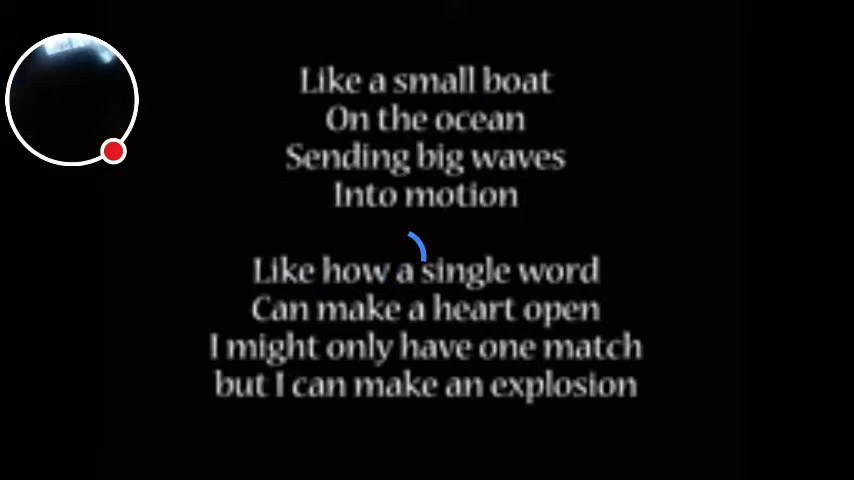 Like a small boat
On the ocean
Sending big waves
Into motion
Like how a single word
Can make a heart open
I might only have one match
but I can make an explosion